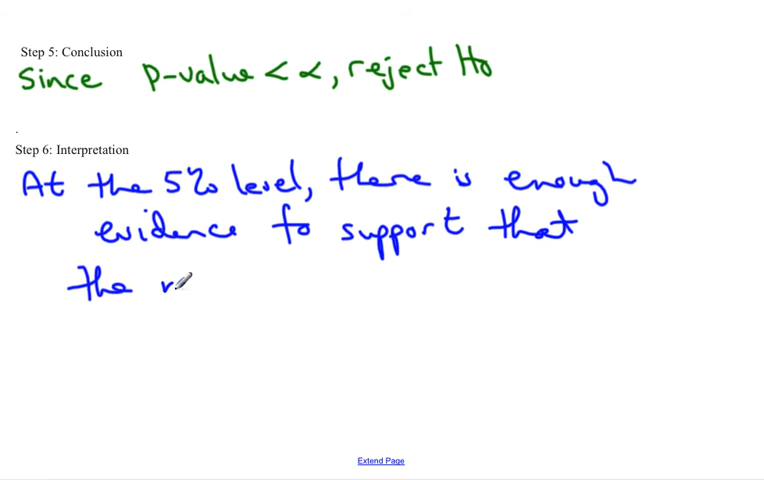 Step 5: Conclusion
Since p-value < α, reject Ho
.
Step 6: Interpretation
At the 5% level, there is enough
evidence to support that
the
Extend Page